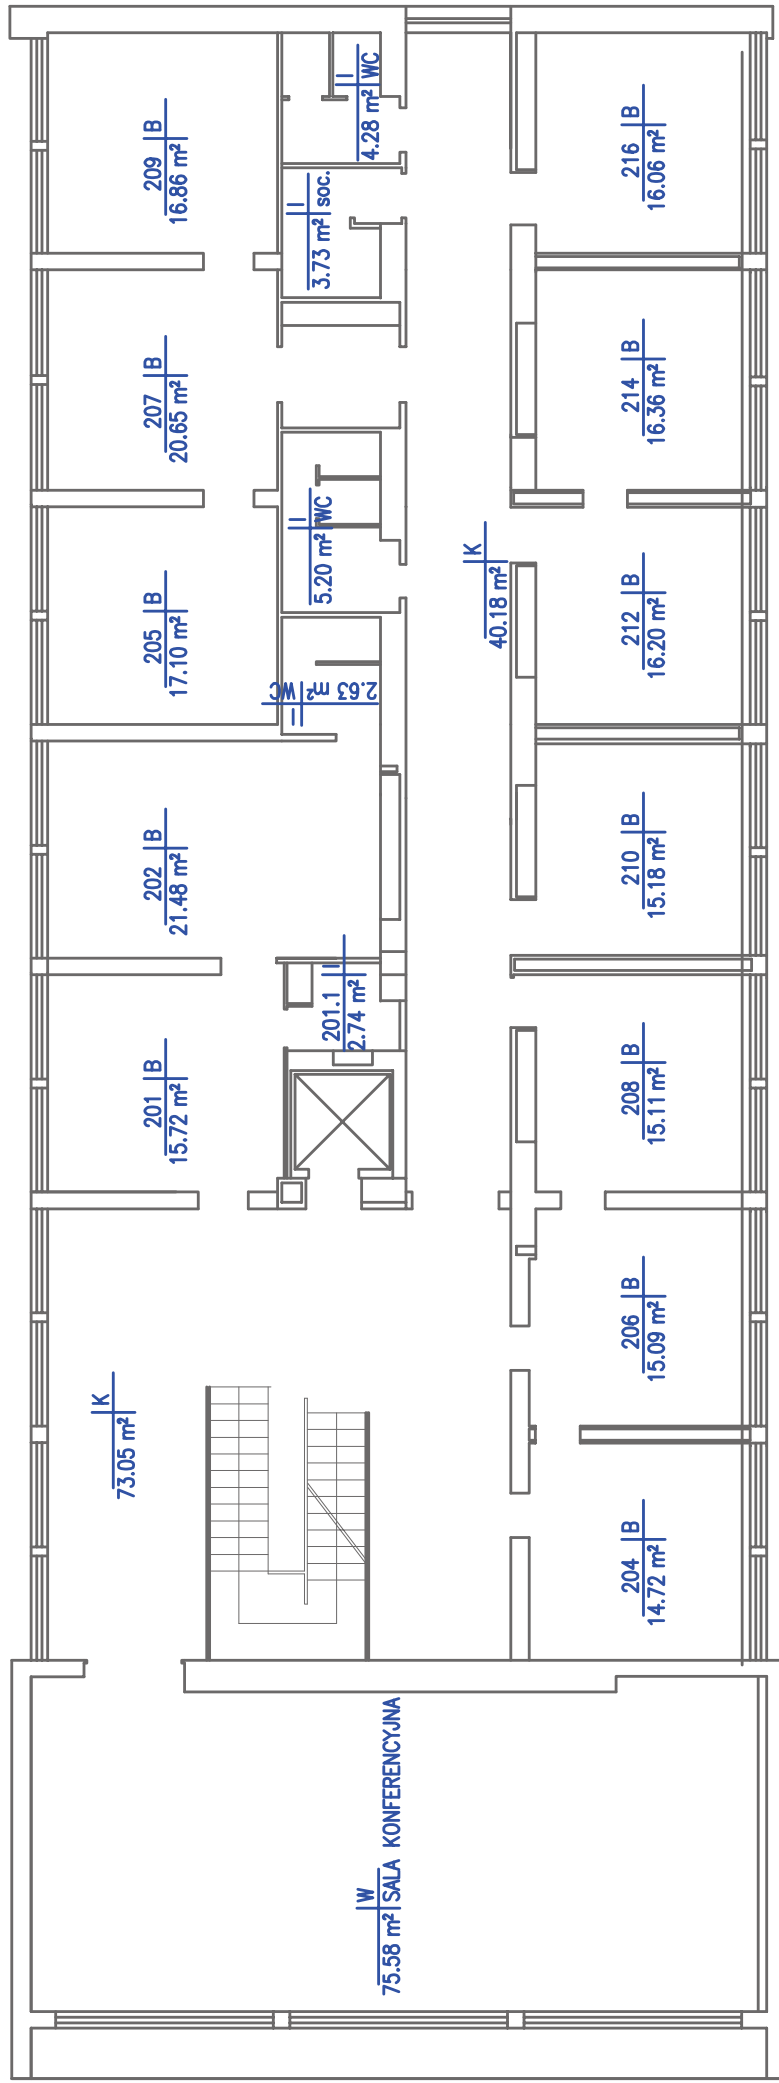 209 B
16.86 m²
I WC
4.28 m²
I soc.
3.73 m²
216 B
16.06 m²
207 B
20.65 m²
214 B
16.36 m²
I WC
5.20 m²
K
40.18 m²
205 B
17.10 m²
212 B
16.20 m²
I WC
2.63 m²
202 B
21.48 m²
210 B
15.18 m²
201.1 I
2.74 m²
201 B
15.72 m²
208 B
15.11 m²
206 B
15.09 m²
K
73.05 m²
204 B
14.72 m²
W
75.58 m² SALA KONFERENCYJNA